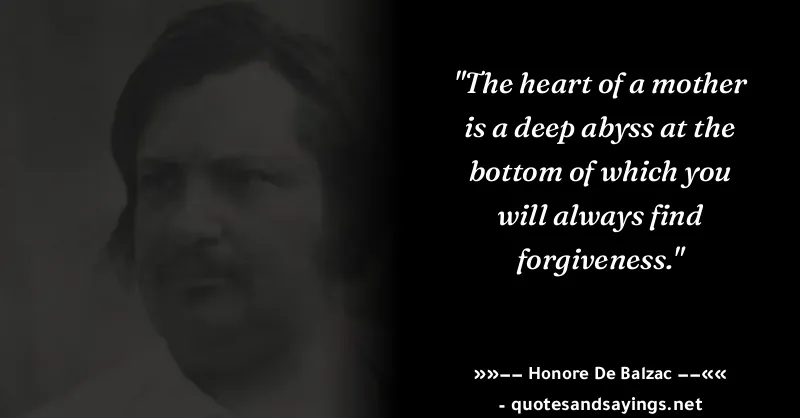 "The heart of a mother
is a deep abyss at the
bottom of which you
will always find
forgiveness."
»»−− Honore De Balzac −−««
- quotesandsayings.net